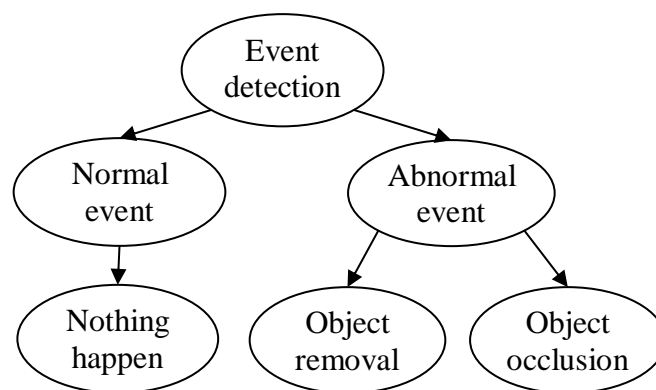 Event
detection
Normal
event
Abnormal
event
Nothing
happen
Object
removal
Object
occlusion